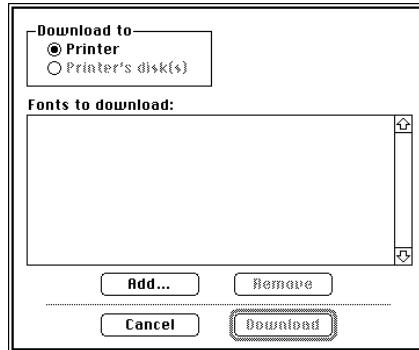 Download to
Printer
Printer's disk(s)
Fonts to download:
Add... Remove
Cancel Download